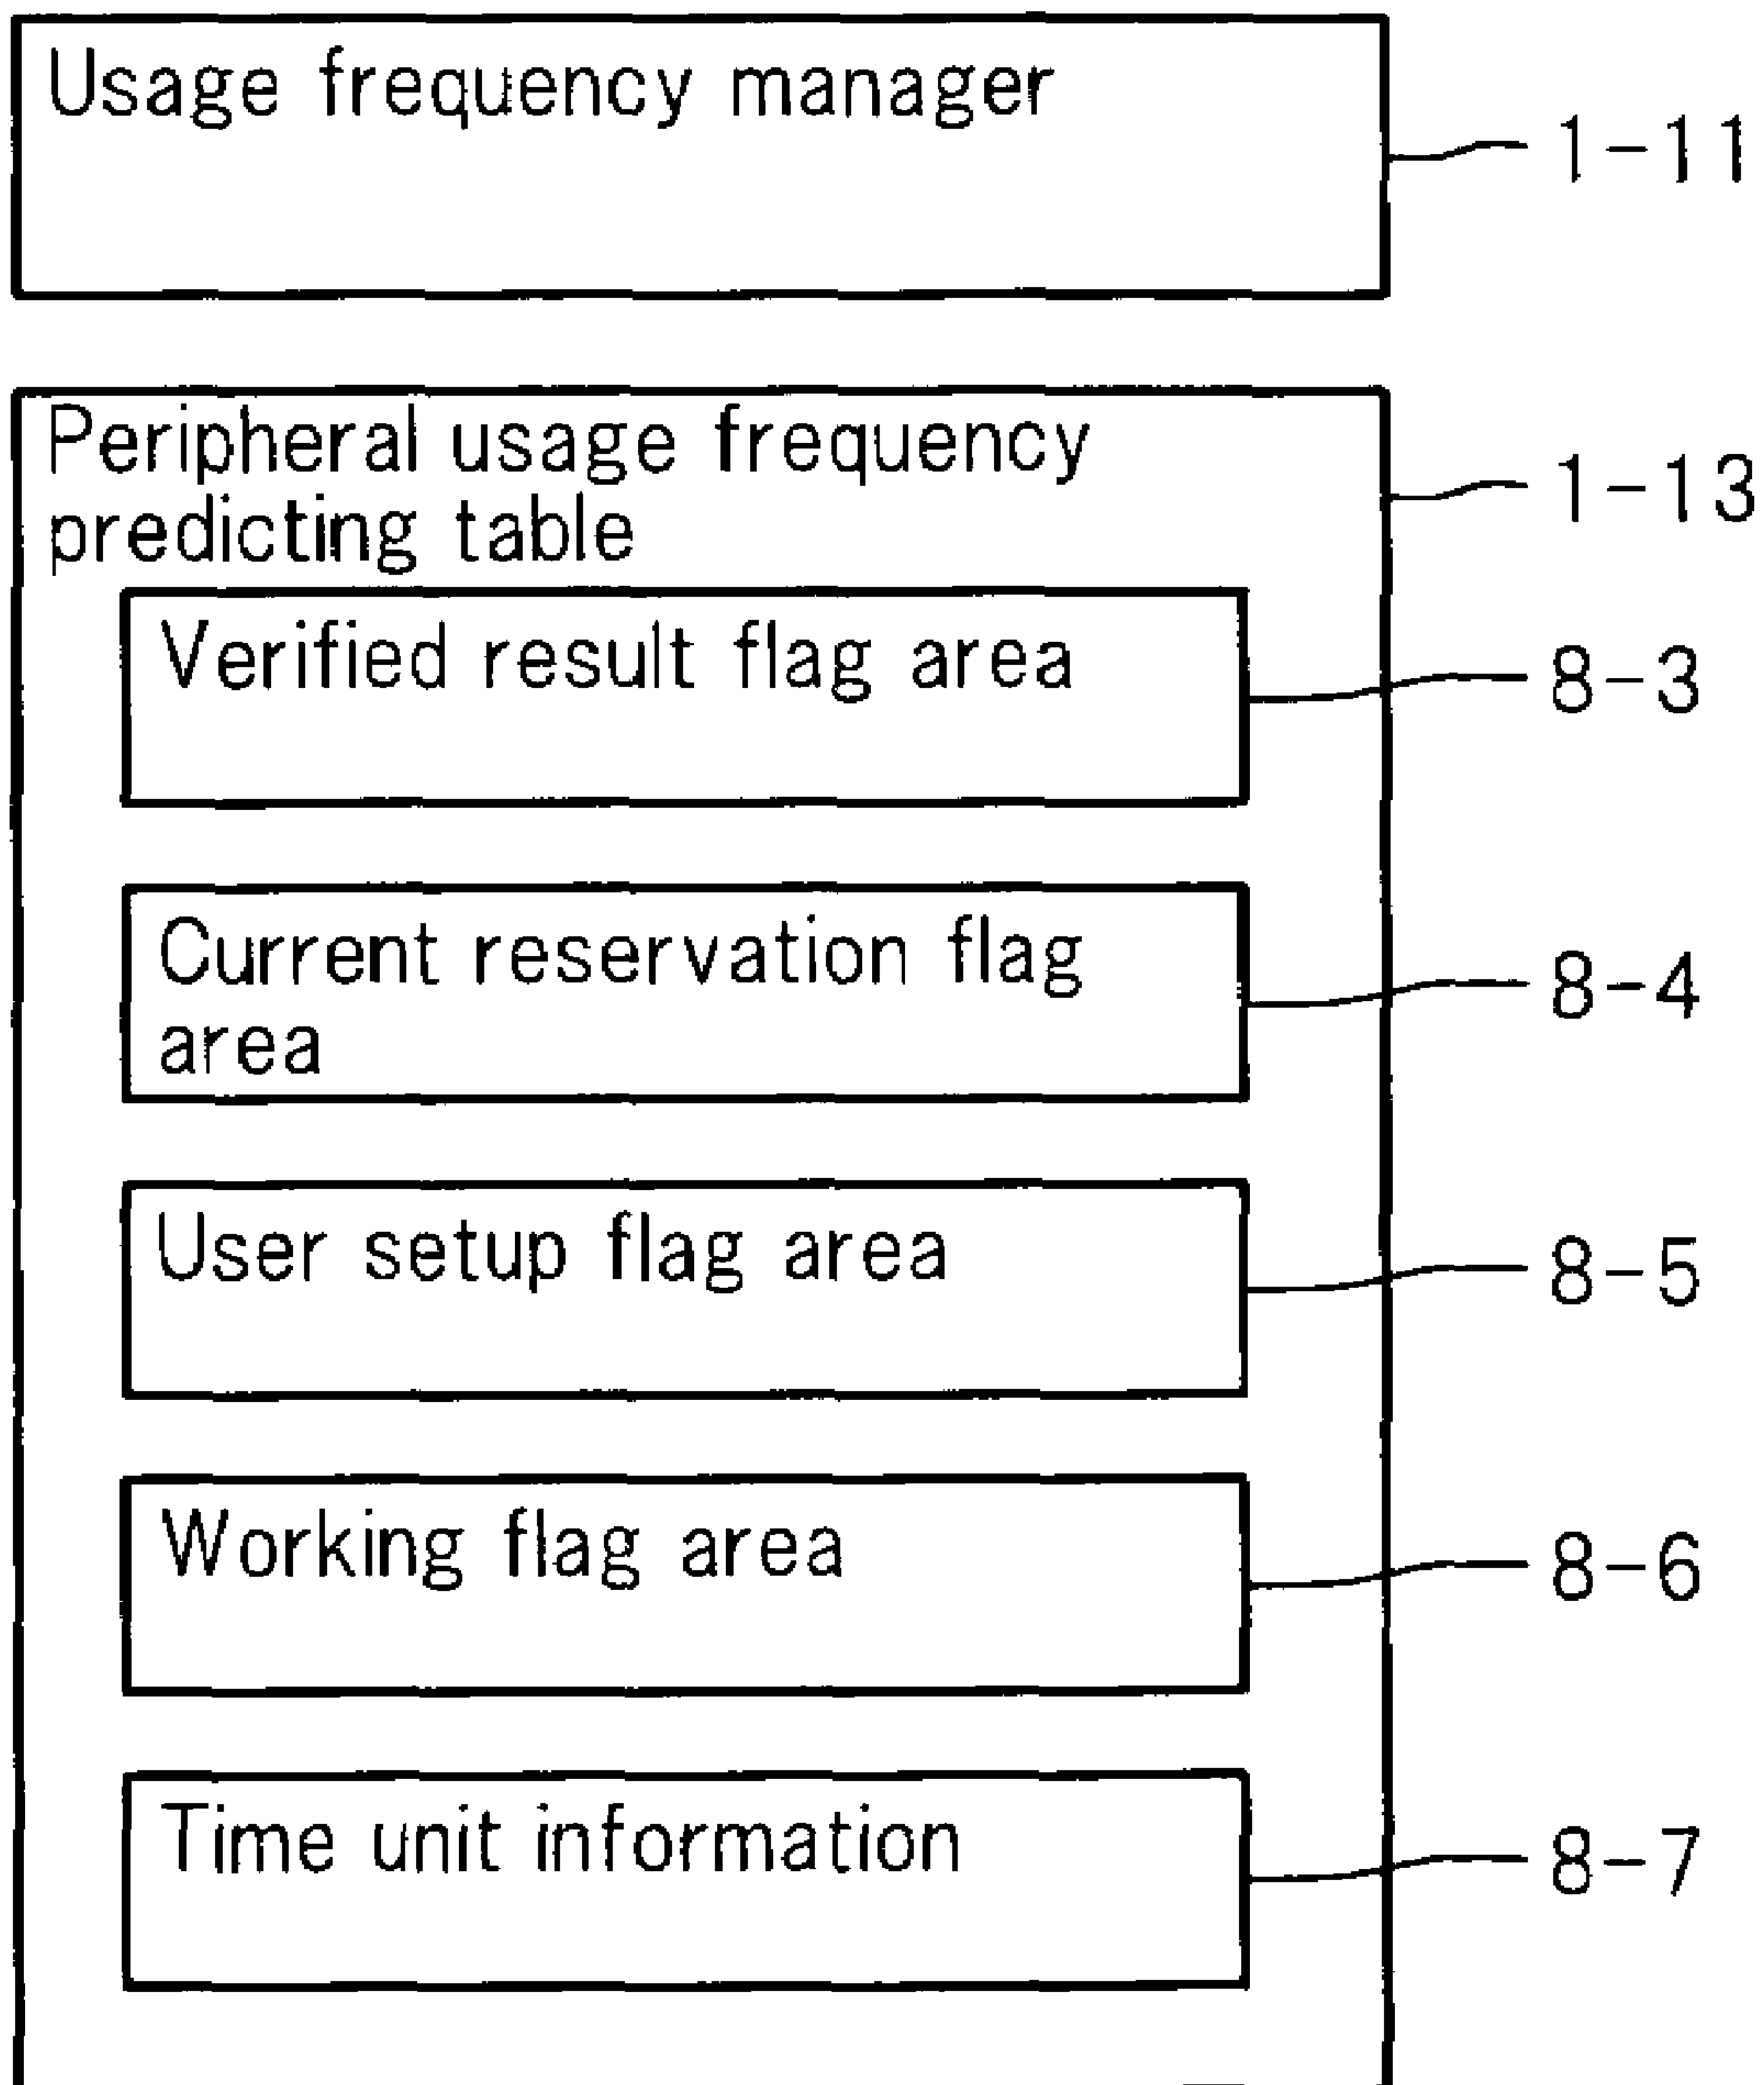 Usage frequency manager
1-11
Peripheral usage frequency
predicting table
1-13
Verified result flag area
8-3
Current reservation flag
area
8-4
User setup flag area
8-5
Working flag area
8-6
Time unit information
8-7